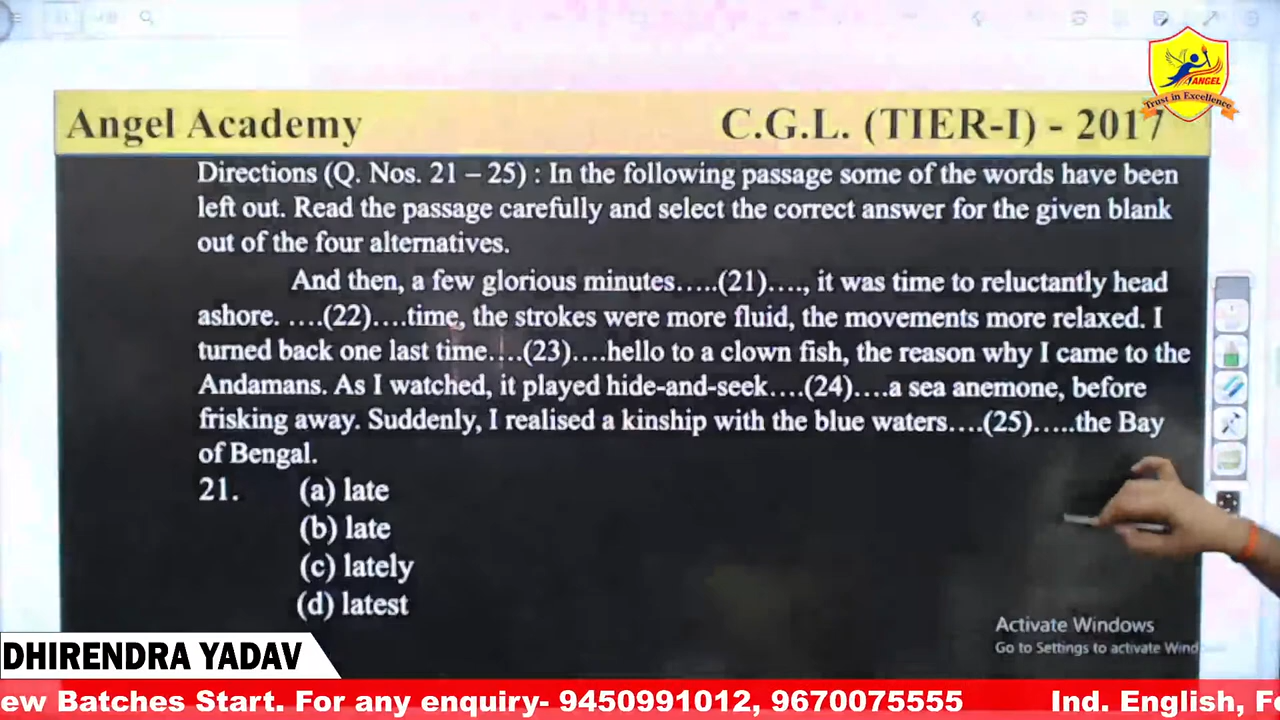 ANGEL
Trust in Excellence
Angel Academy C.G.L. (TIER-I) - 2017
Directions (Q. Nos. 21 – 25) : In the following passage some of the words have been
left out. Read the passage carefully and select the correct answer for the given blank
out of the four alternatives.
And then, a few glorious minutes…..(21)…., it was time to reluctantly head
ashore. ….(22)….time, the strokes were more fluid, the movements more relaxed. I
turned back one last time….(23)….hello to a clown fish, the reason why I came to the
Andamans. As I watched, it played hide-and-seek….(24)….a sea anemone, before
frisking away. Suddenly, I realised a kinship with the blue waters….(25)…..the Bay
of Bengal.
21. (a) late
(b) late
(c) lately
(d) latest
Activate Windows
Go to Settings to activate Wind
DHIRENDRA YADAV
ew Batches Start. For any enquiry- 9450991012, 9670075555 Ind. English, Fo